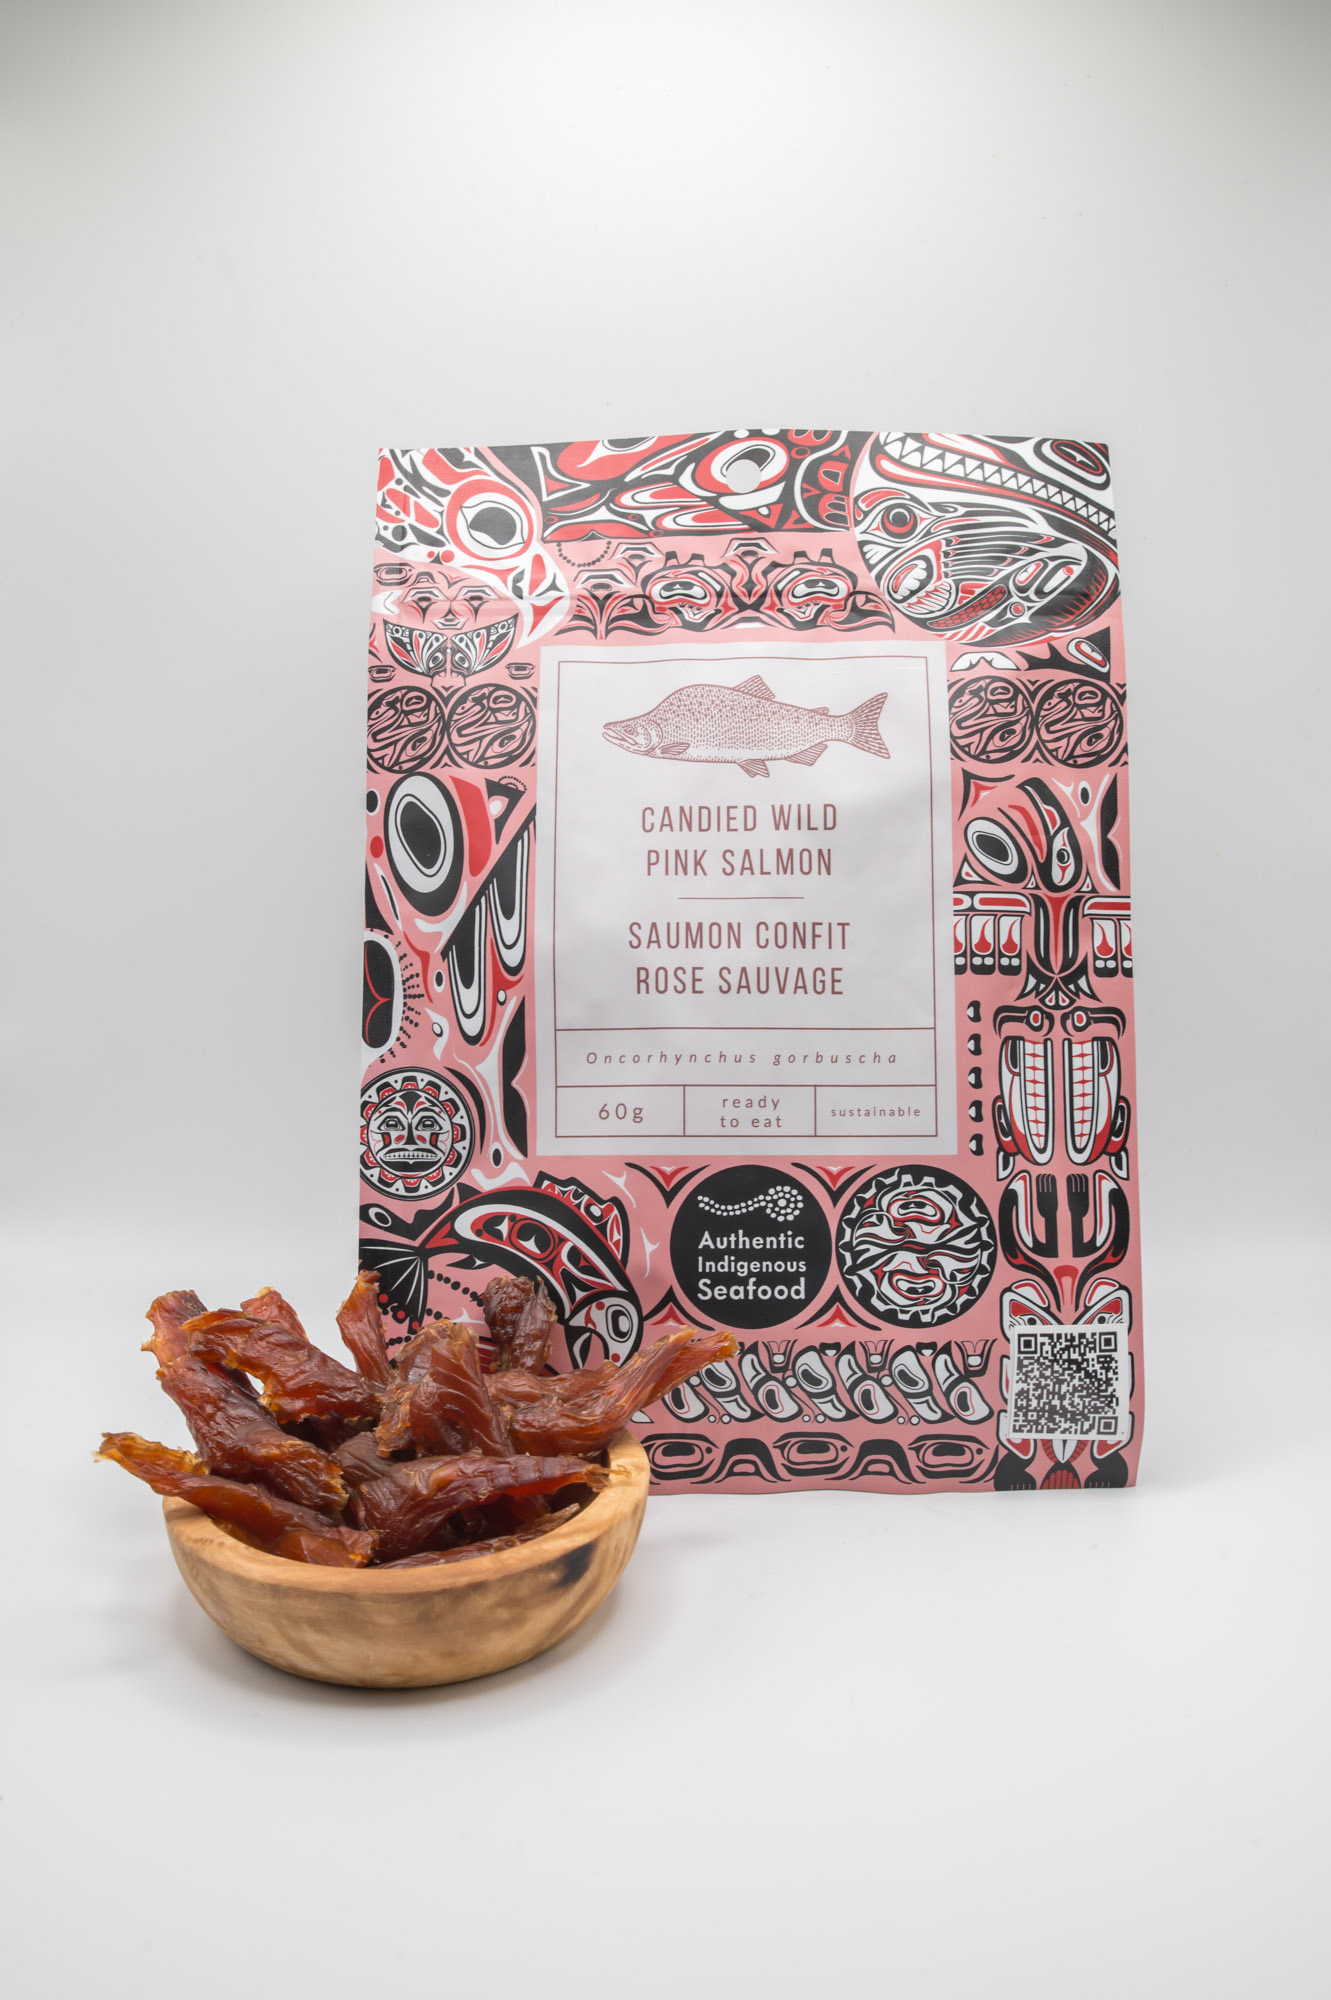 CANDIED WILD
PINK SALMON
SAUMON CONFIT
ROSE SAUVAGE
Oncorhynchus gorbuscha
60g
ready
to eat
sustainable
Authentic
Indigenous
Seafood